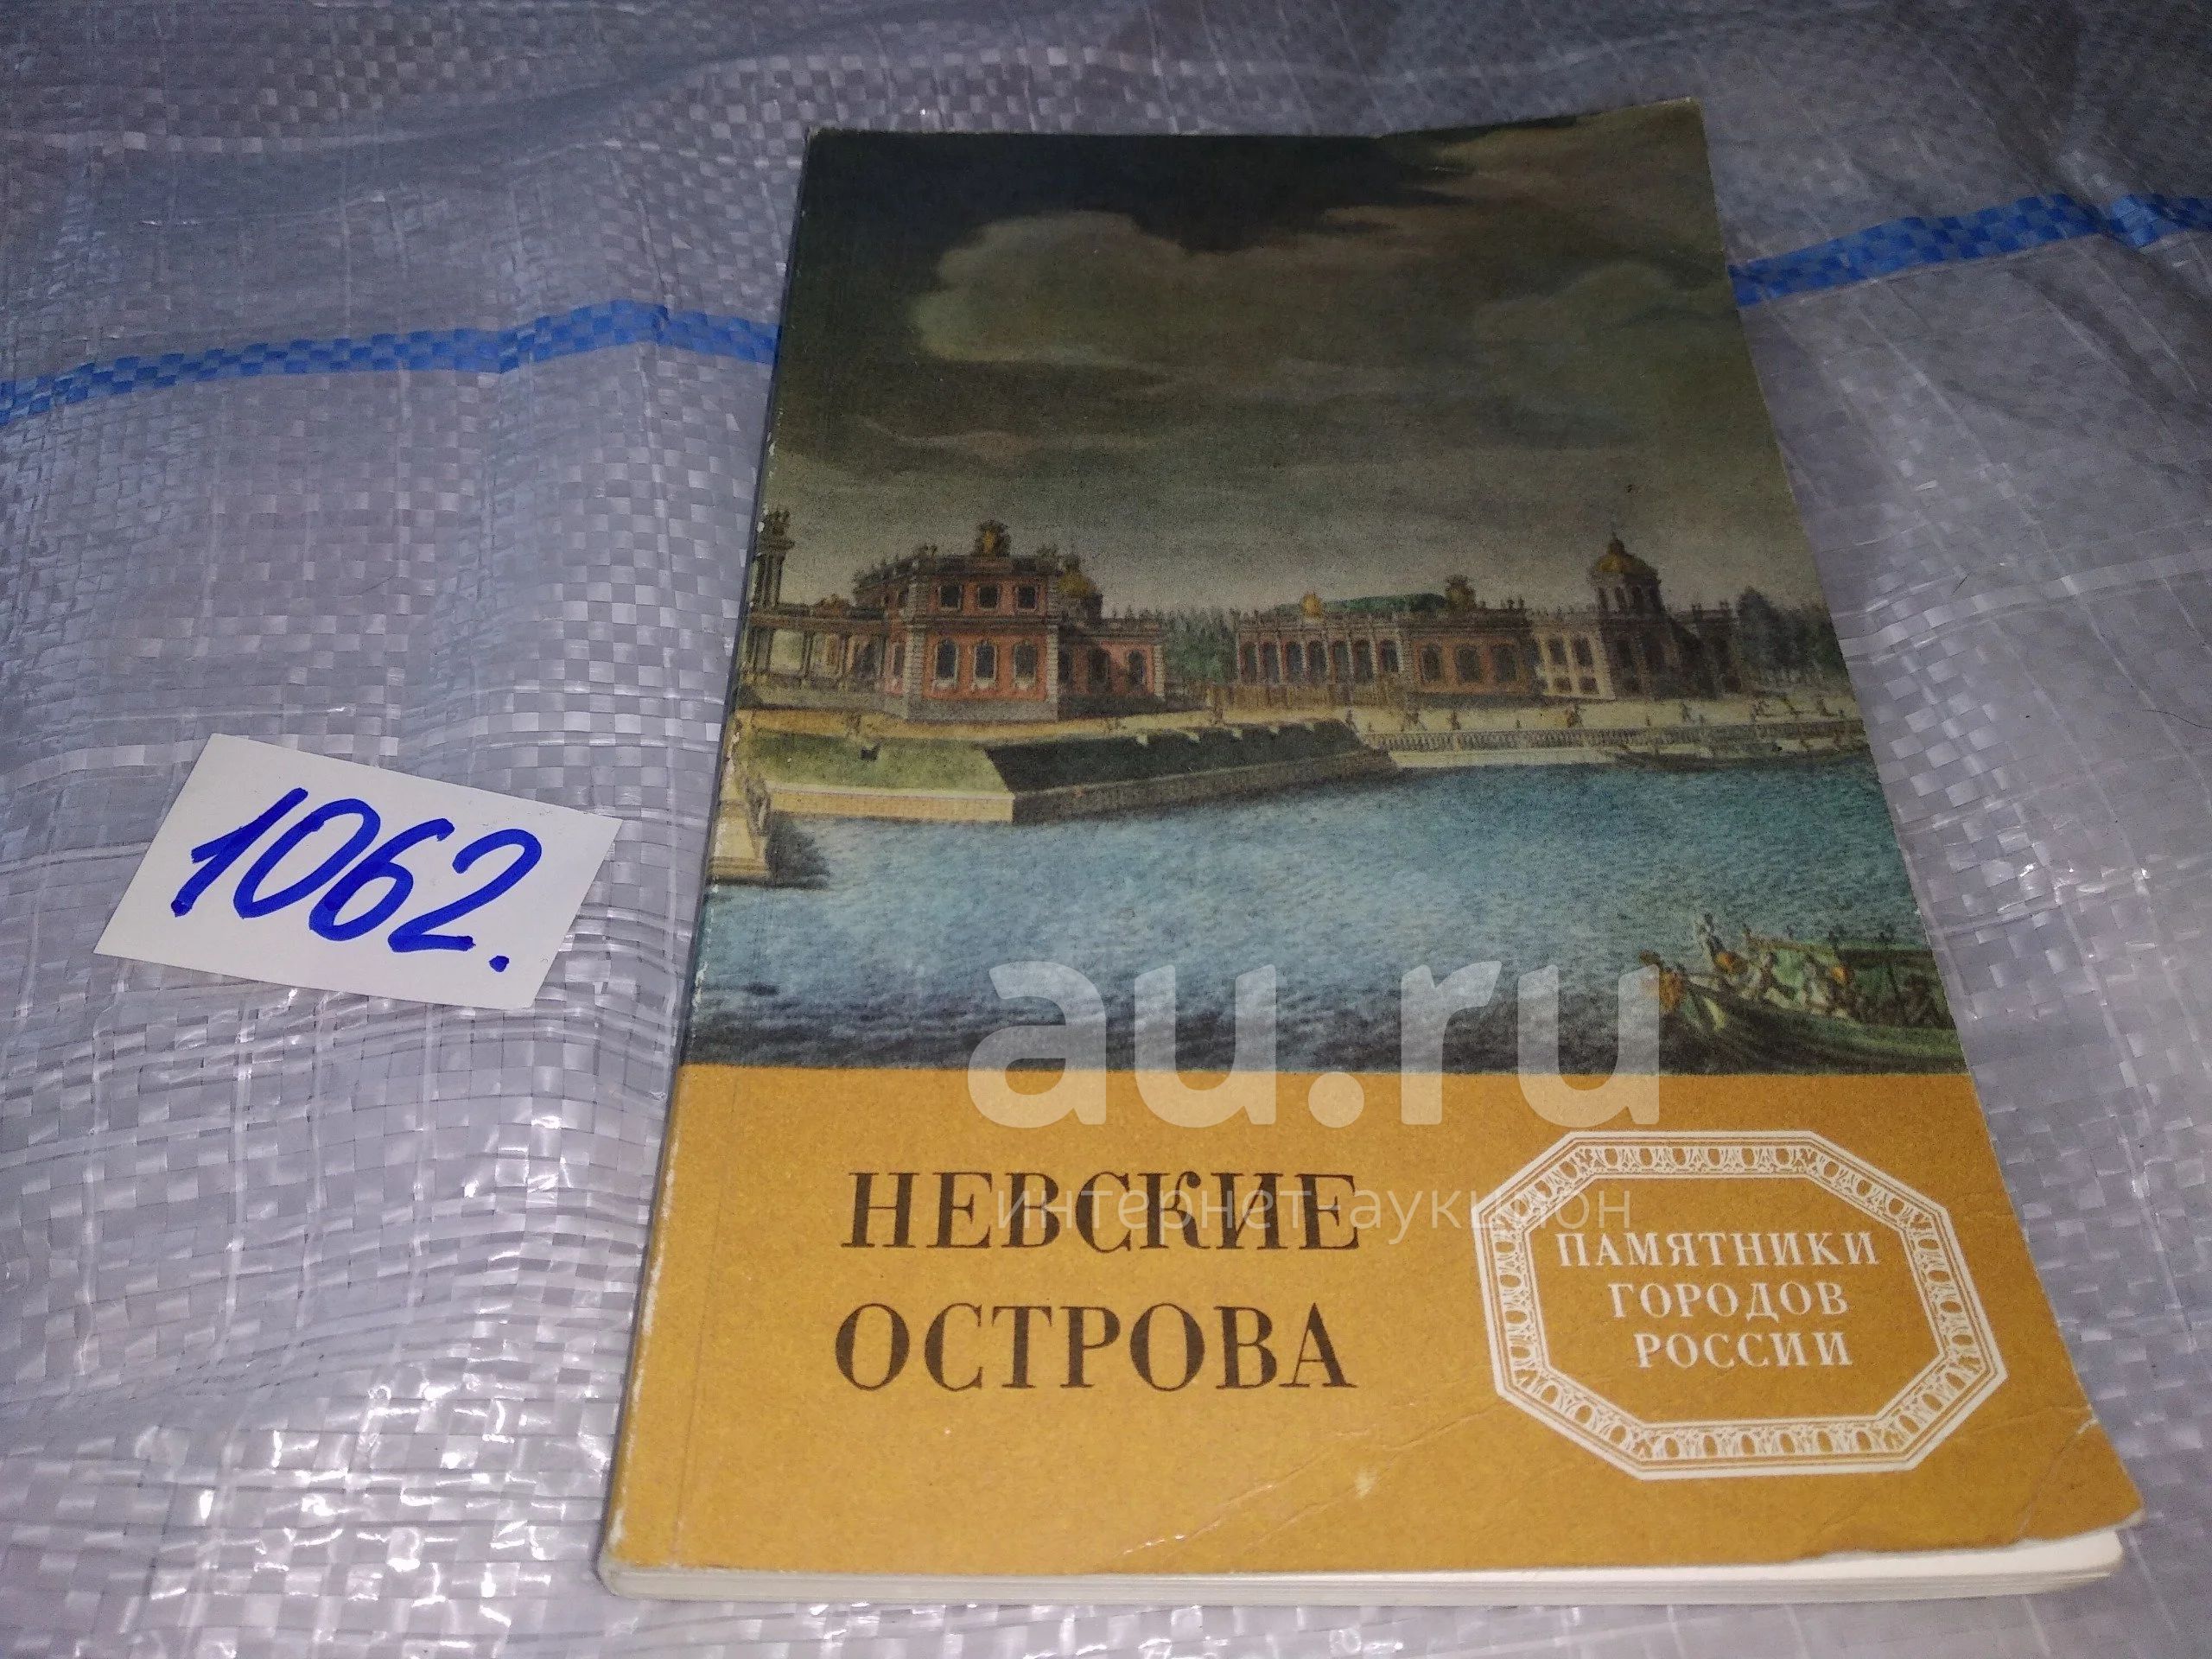 1062.
au.ru
интернет-аукцион
НЕВСКИЕ
ОСТРОВА
ПАМЯТНИКИ
ГОРОДОВ
РОССИИ